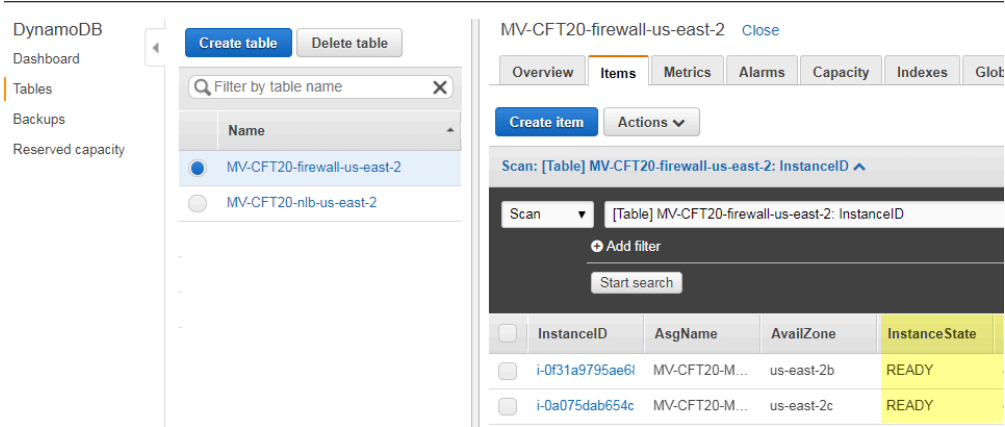 DynamoDB
Dashboard
Tables
Backups
Reserved capacity
Create table
Delete table
Filter by table name
Name
MV-CFT20-firewall-us-east-2
MV-CFT20-nlb-us-east-2
MV-CFT20-firewall-us-east-2 Close
Overview Items Metrics Alarms Capacity Indexes Glob
Create item Actions
Scan: [Table] MV-CFT20-firewall-us-east-2: InstanceID
Scan [Table] MV-CFT20-firewall-us-east-2: InstanceID
Add filter
Start search
InstanceID AsgName AvailZone InstanceState
i-0f31a9795ae6 MV-CFT20-M... us-east-2b READY
i-0a075dab654c MV-CFT20-M... us-east-2c READY